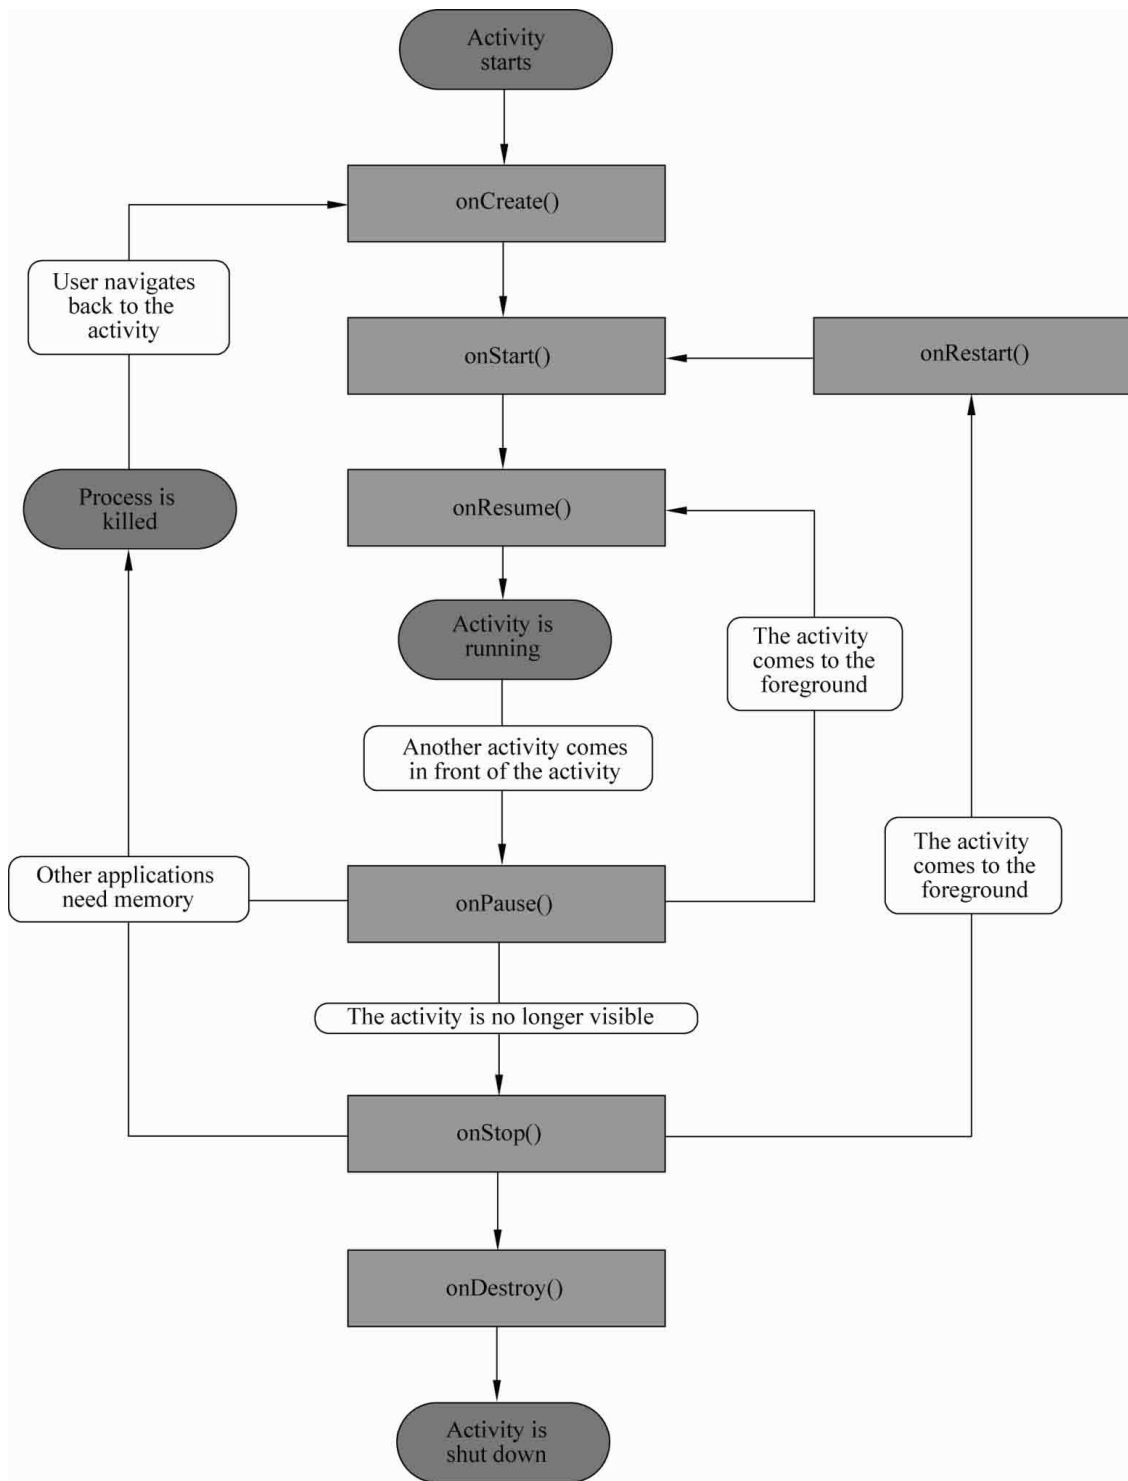 Activity
starts
onCreate()
User navigates
back to the
activity
onStart()
onRestart()
Process is
killed
onResume()
Activity is
running
The activity
comes to the
foreground
Another activity comes
in front of the activity
The activity
comes to the
foreground
Other applications
need memory
onPause()
The activity is no longer visible
onStop()
onDestroy()
Activity is
shut down